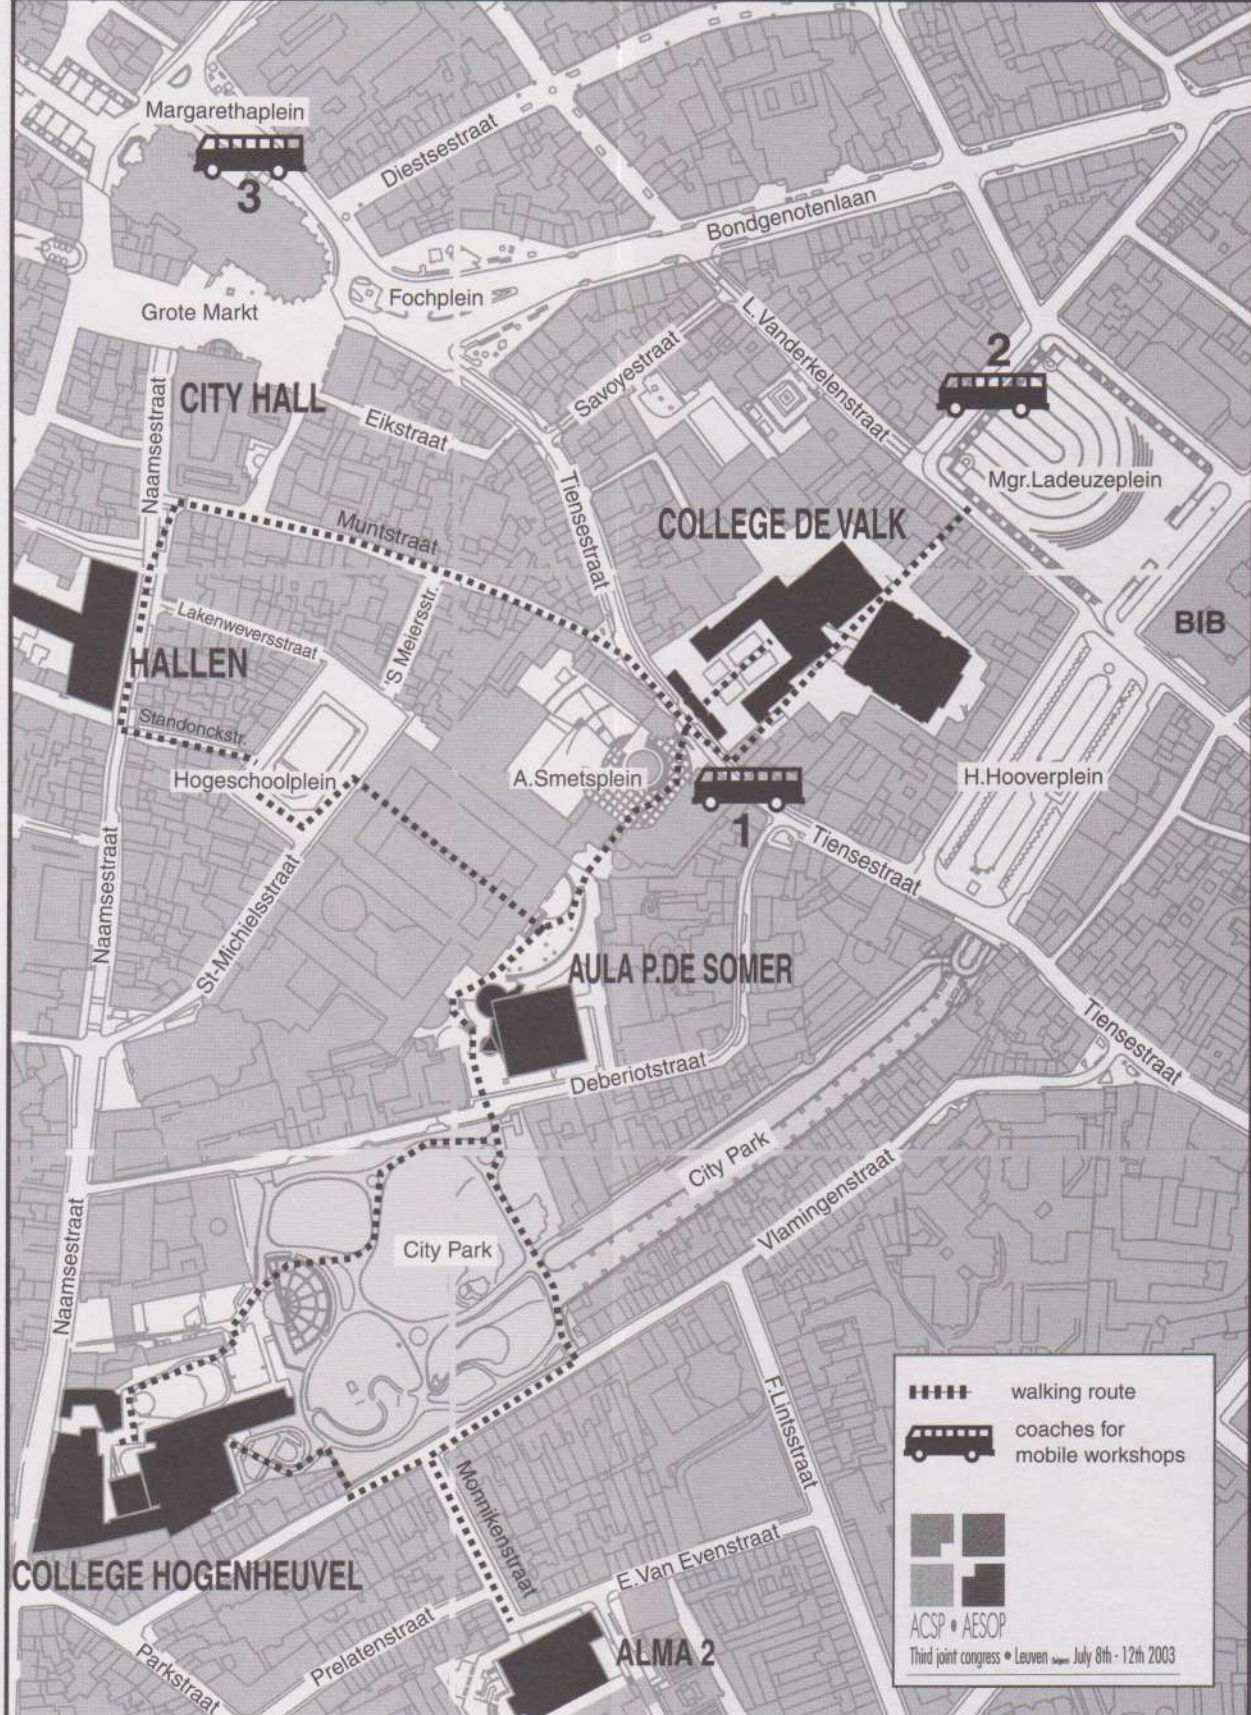 Margarethaplein
3
Diestsestraat
Bondgenotenlaan
Fochplein
Grote Markt
L.Vanderkelenstraat
Savoyestraat
2
CITY HALL
Naamsestraat
Eikstraat
Tiensestraat
Mgr.Ladeuzeplein
Muntstraat
COLLEGE DE VALK
Lakenweversstraat
'S Meiersstr.
BIB
HALLEN
Standonckstr.
Hogeschoolplein
A.Smetsplein
H.Hooverplein
1
Tiensestraat
Naamsestraat
St-Michielsstraat
AULA P.DE SOMER
Tiensestraat
Deberiotstraat
City Park
Vlamingenstraat
Naamsestraat
City Park
F.Lintsstraat
Monnikenstraat
E.Van Evenstraat
COLLEGE HOGENHEUVEL
Prelatenstraat
Parkstraat
ALMA 2
walking route
coaches for
mobile workshops
ACSP • AESOP
Third joint congress • Leuven July 8th - 12th 2003